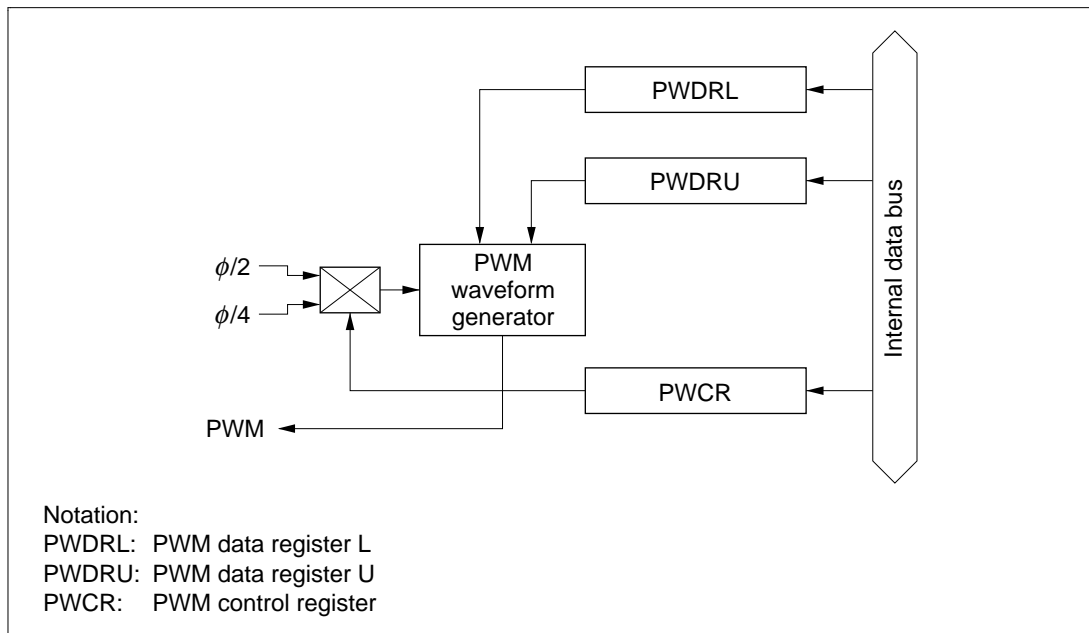 PWDRL
PWDRU
ϕ/2
ϕ/4
PWM
waveform
generator
PWCR
PWM
Internal data bus
Notation:
PWDRL: PWM data register L
PWDRU: PWM data register U
PWCR: PWM control register